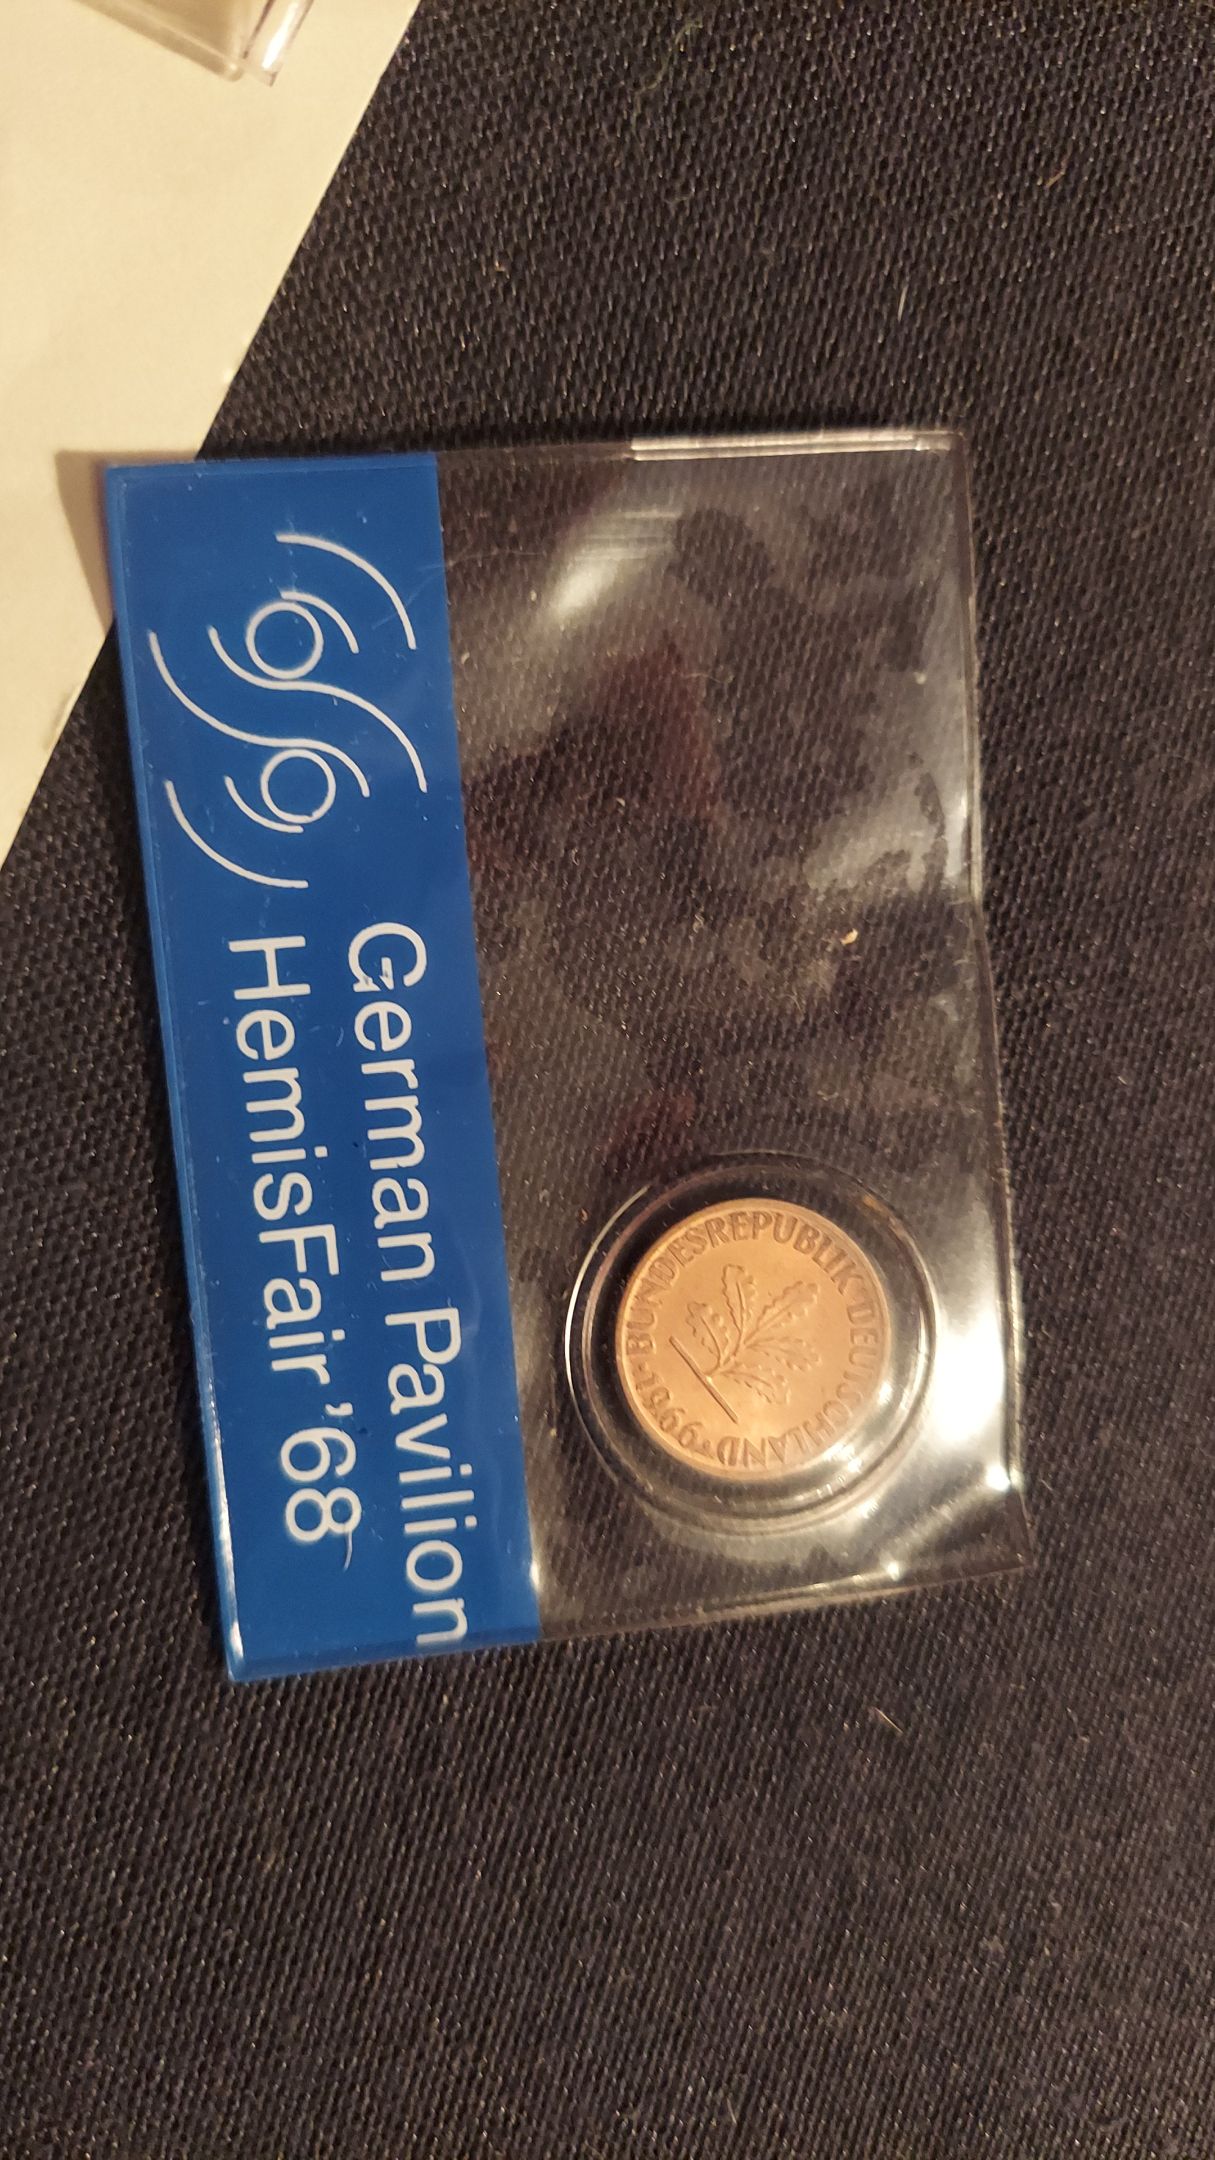 German Pavilion
HemisFair '68
BUNDESREPUBLIK DEUTSCHLAND
1966